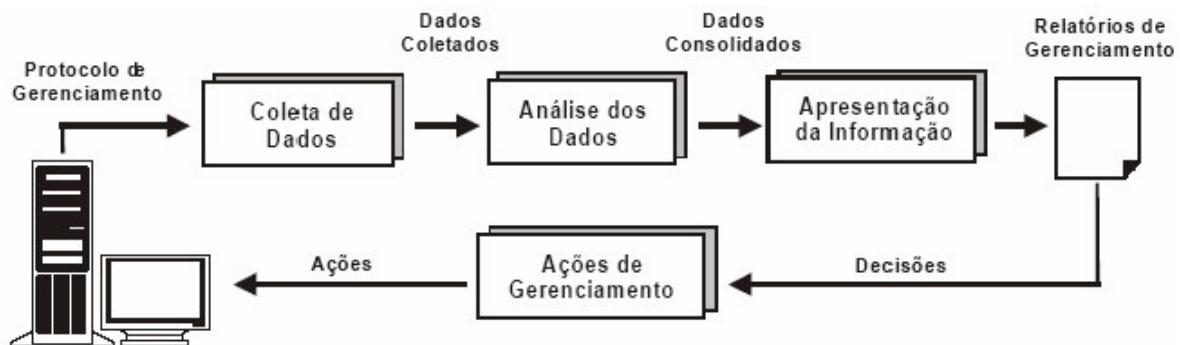 Protocolo de
Gerenciamento
Coleta de
Dados
Dados
Coletados
Análise dos
Dados
Dados
Consolidados
Apresentação
da Informação
Relatórios de
Gerenciamento
Decisões
Ações de
Gerenciamento
Ações